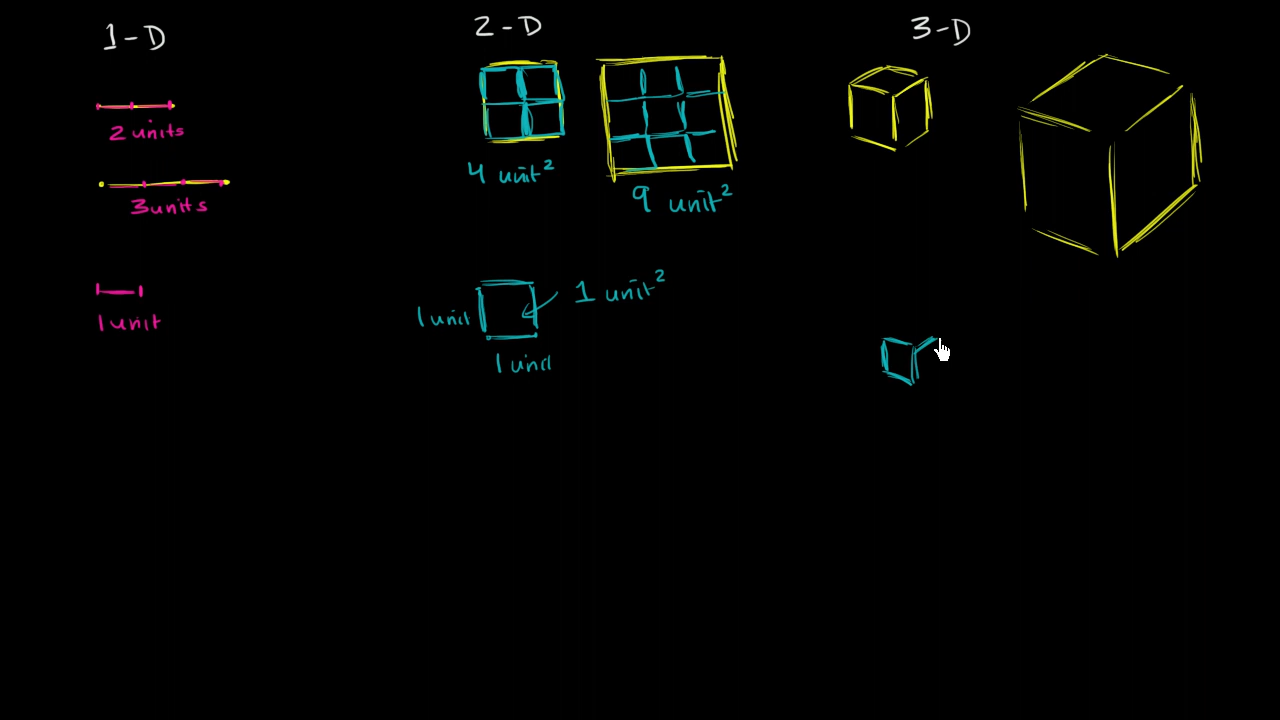 1-D
2 units
3units
1 unit
2-D
4 unit²
9 unit²
1 unit
1 unit²
1 unit
3-D